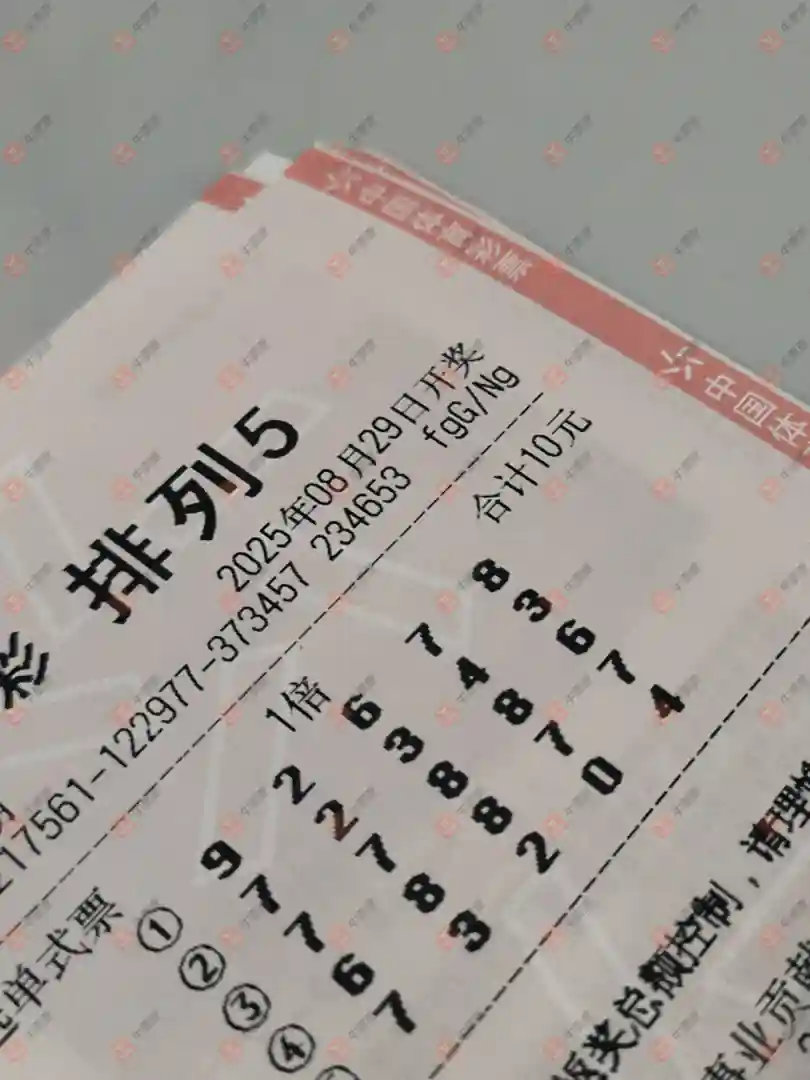 中国体育彩票
中国体
排列5
2025年08月29日开奖
17561-122977-373457 234653 fgG/Ng
单式票 1倍 合计10元
① 9 2 6 7 8
② 7 2 3 4 3
③ 7 7 8 8 6
④ 6 8 8 7 7
7 3 2 0 4
返奖总额控制，请理
事业贡献